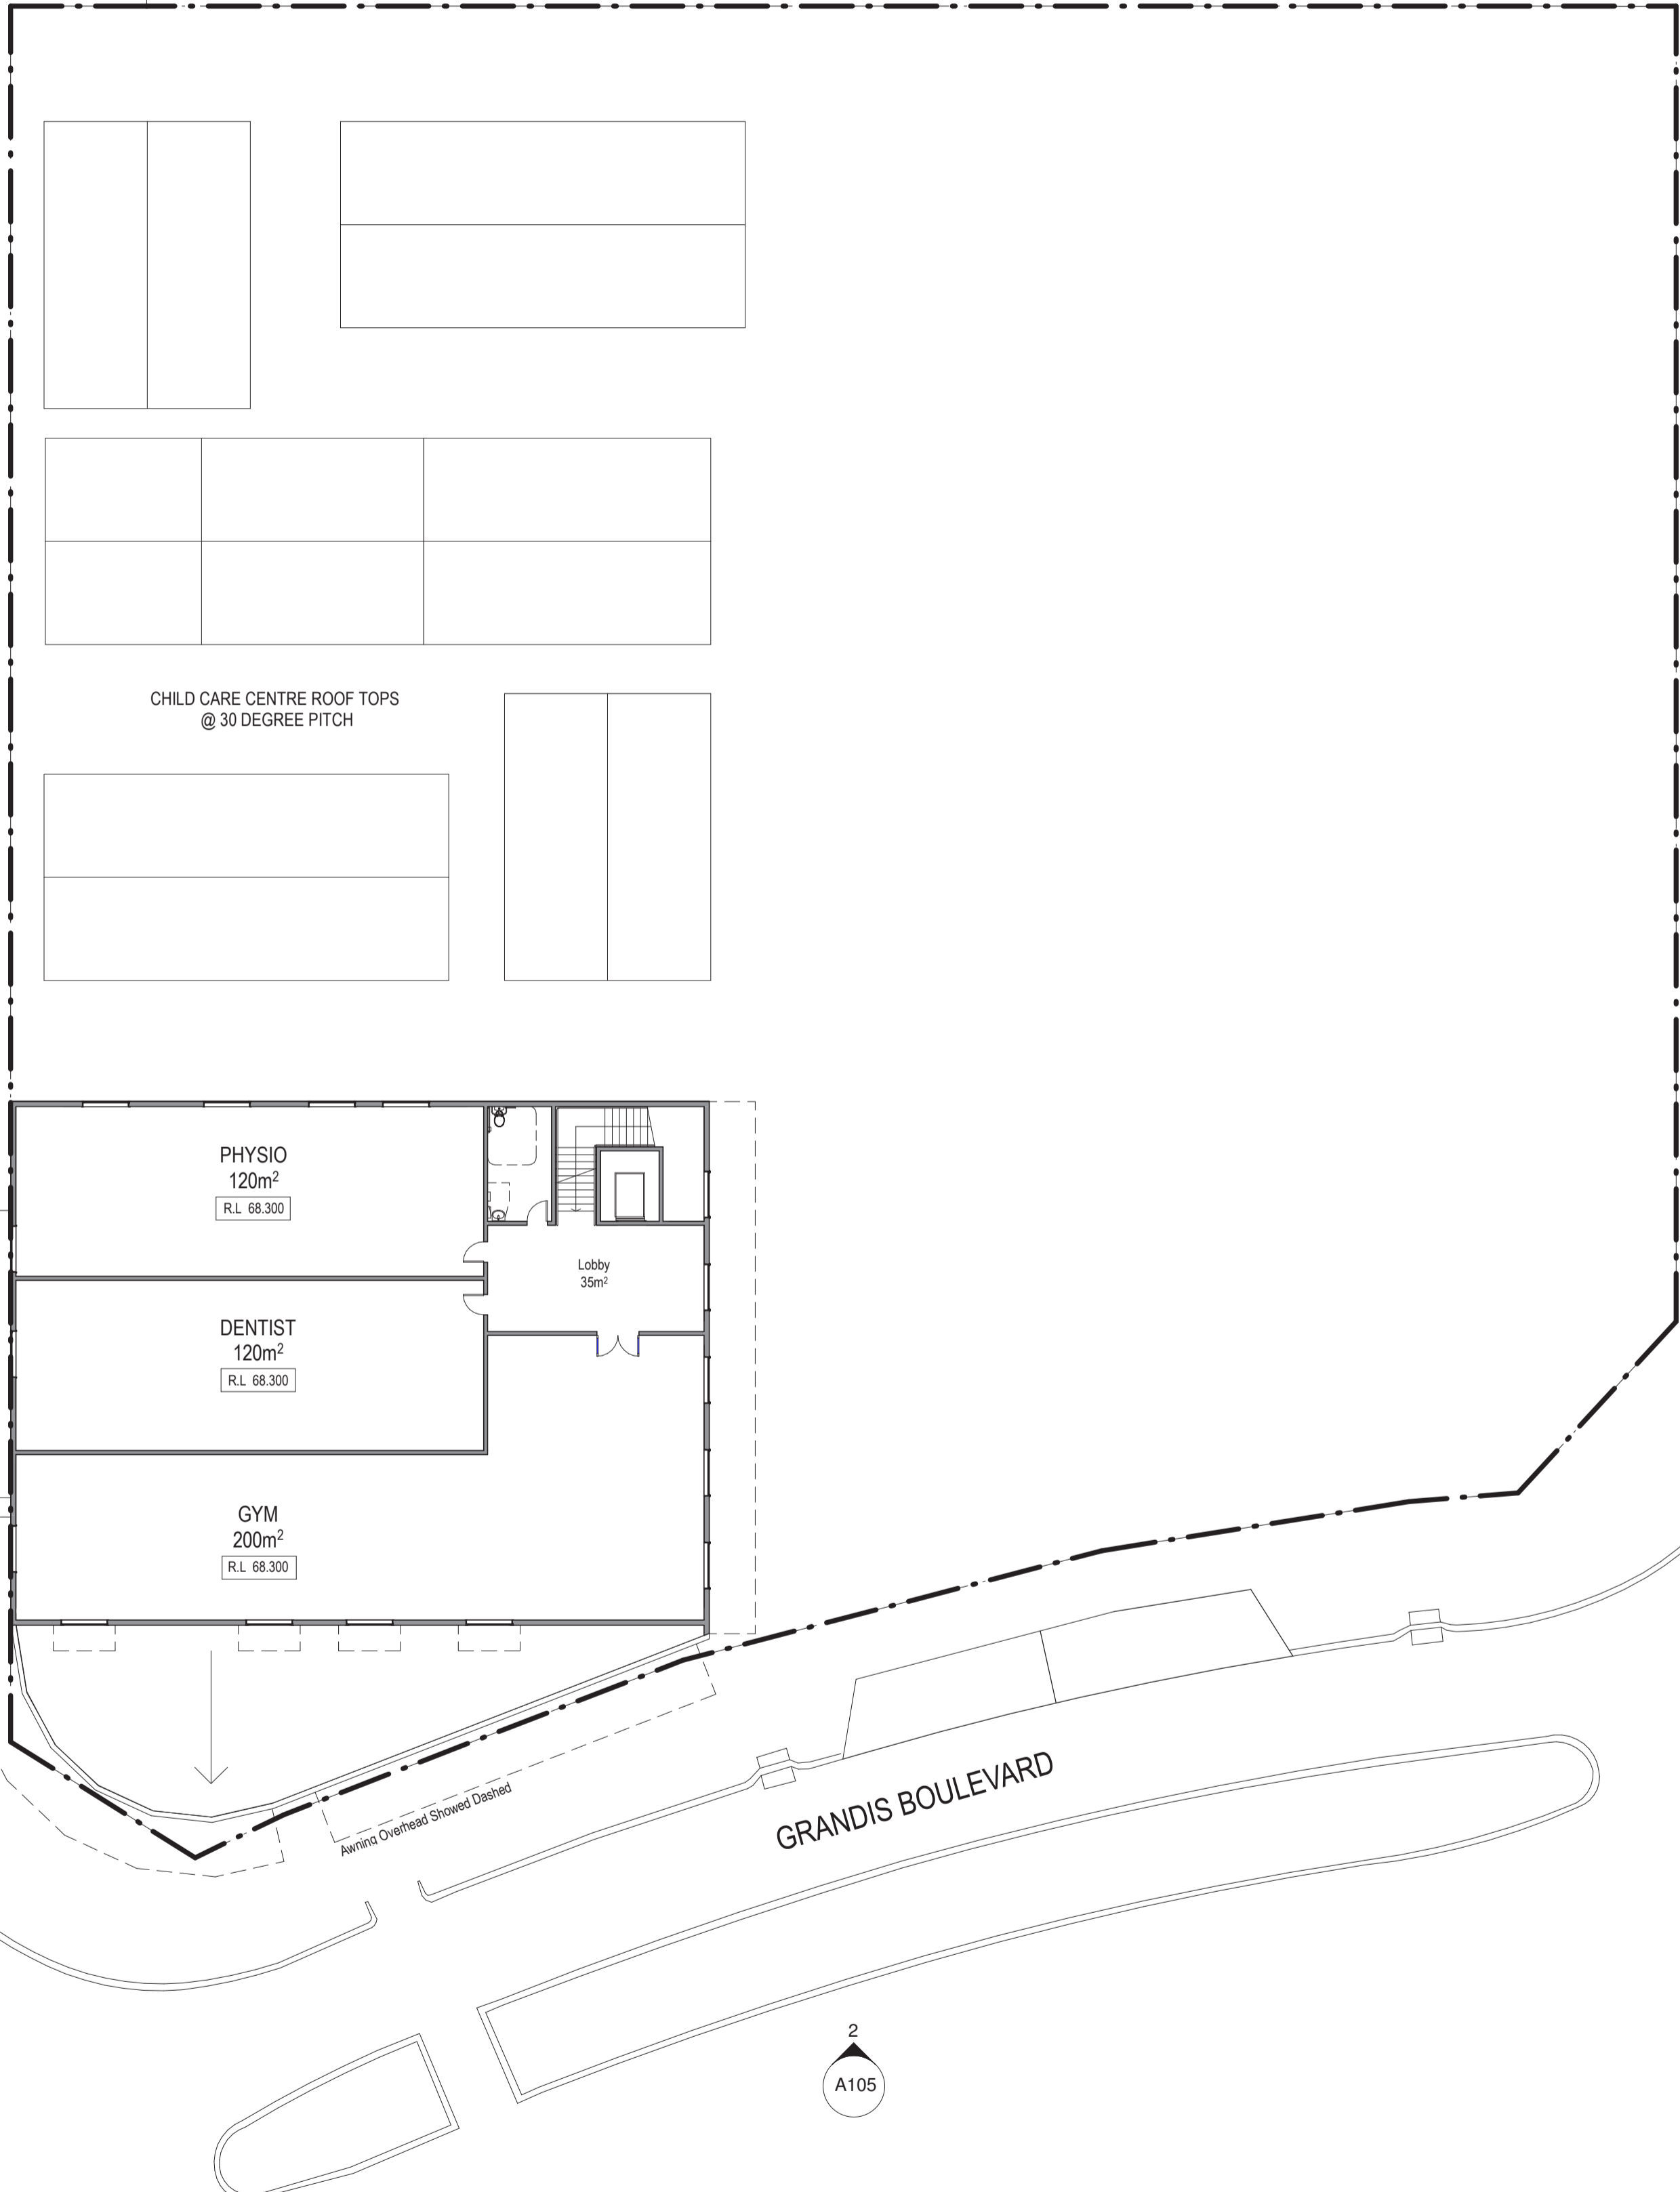 CHILD CARE CENTRE ROOF TOPS
@ 30 DEGREE PITCH
PHYSIO
120m²
R.L 68.300
Lobby
35m²
DENTIST
120m²
R.L 68.300
GYM
200m²
R.L 68.300
Awning Overhead Showed Dashed
GRANDIS BOULEVARD
2
A105